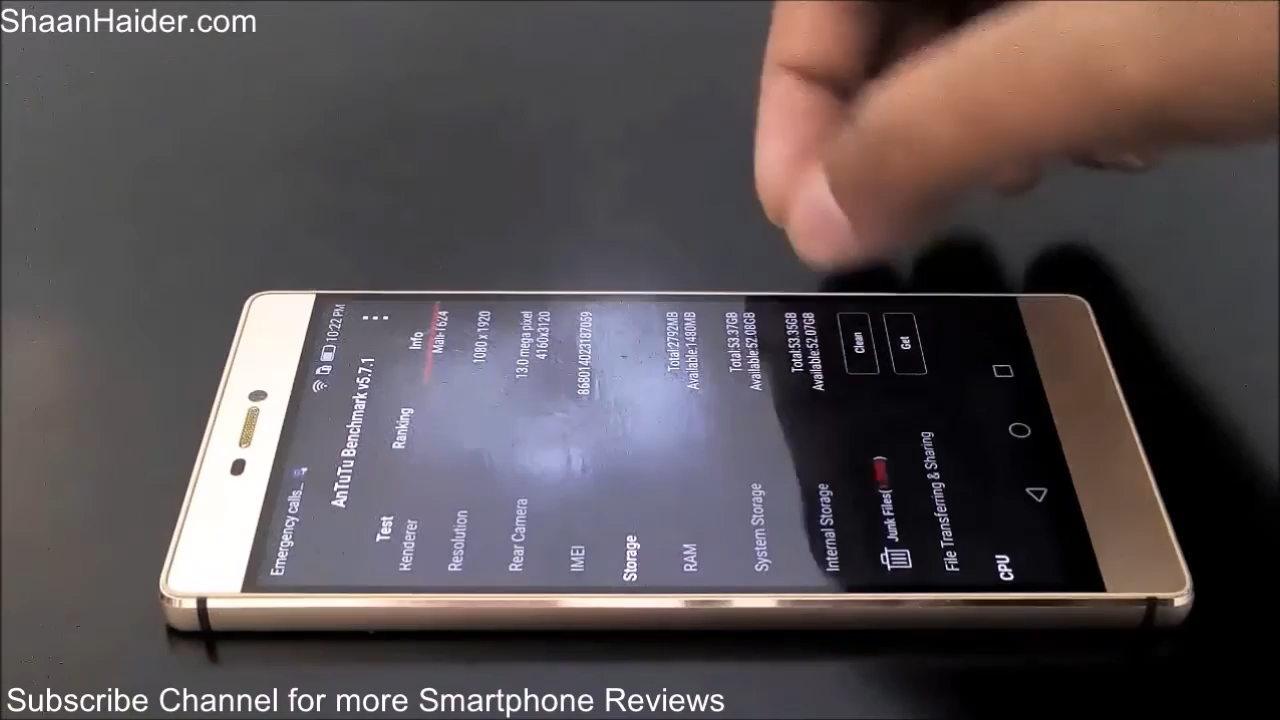 ShaanHaider.com
Emergency calls...
10:22 PM
AnTuTu Benchmark v5.7.1
Test
Ranking
Info
Renderer
Mali-T624
Resolution
1080 x 1920
Rear Camera
13.0 mega pixel
4160x3120
IMEI
868014023187059
Storage
RAM
Total:2792MB
Available:1480MB
System Storage
Total:53.37GB
Available:52.08GB
Internal Storage
Total:53.35GB
Available:52.07GB
Junk Files(
Clean
File Transferring & Sharing
Get
CPU
Subscribe Channel for more Smartphone Reviews